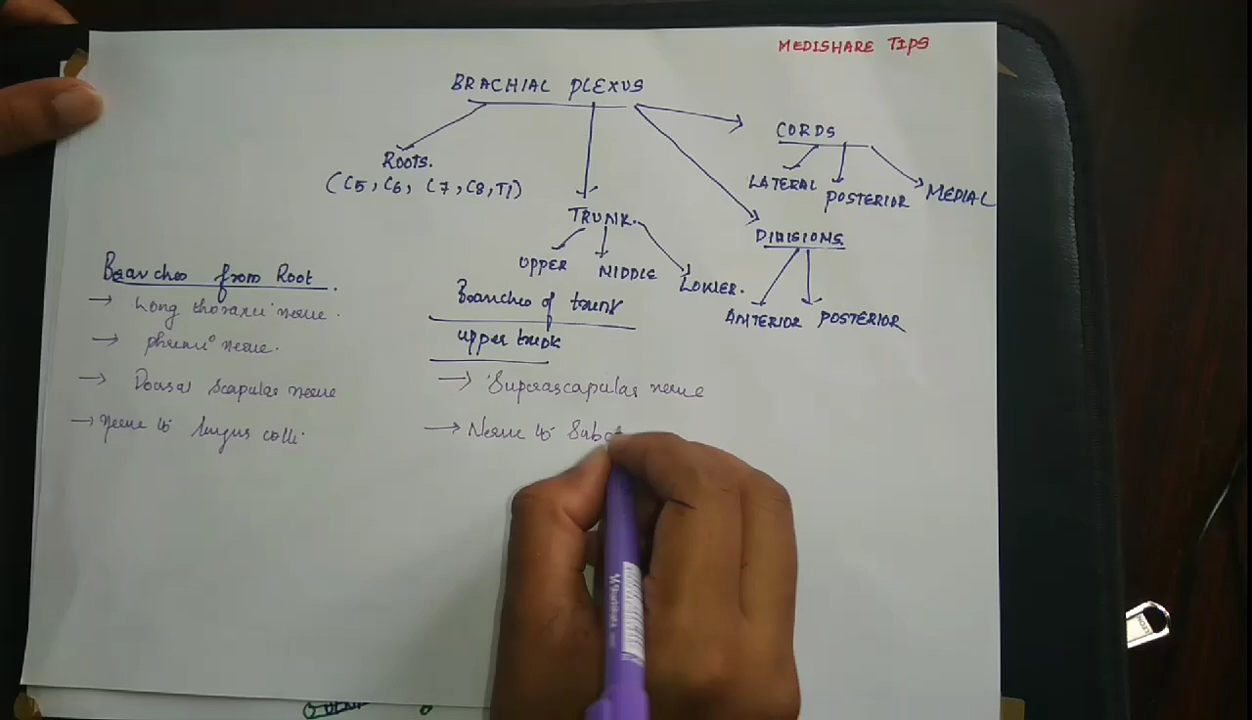 MEDISHARE TIPS
BRACHIAL PLEXUS
CORDS
Roots.
(C5, C6, C7, C8, T1)
LATERAL POSTERIOR MEDIAL
TRUNK.
DIVISIONS
UPPER MIDDLE LOWER.
ANTERIOR POSTERIOR
Branches from Root.
Branches of trunk
→ Long thoracic nerve.
upper trunk
→ phrenic nerve.
→ Dorsal Scapular nerve
→ Suprascapular nerve
→ Nerve to longus colli
→ Nerve to Subc